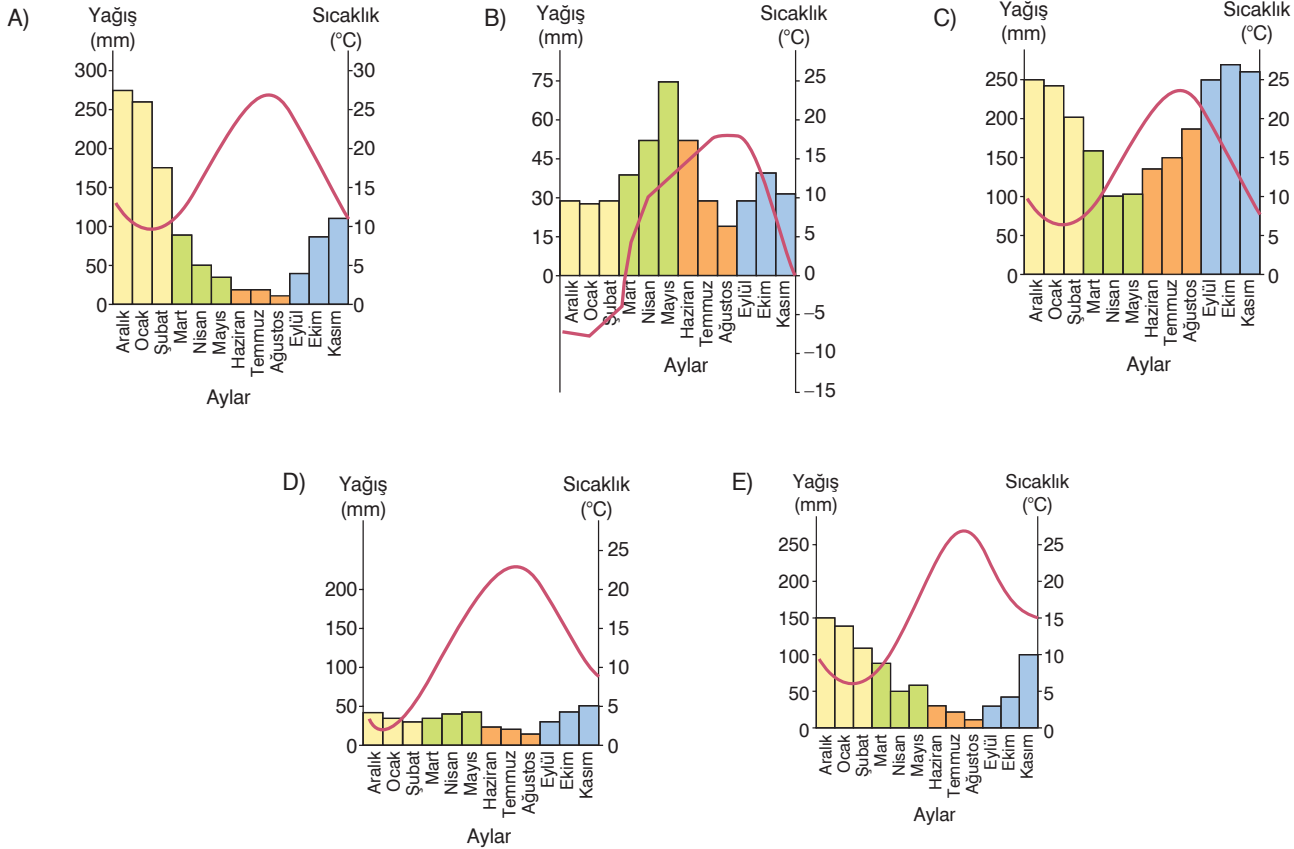 A)
Yağış
(mm)
Sıcaklık
(°C)
300
250
200
150
100
50
0
30
25
20
15
10
5
0
Aralık
Ocak
Şubat
Mart
Nisan
Mayıs
Haziran
Temmuz
Ağustos
Eylül
Ekim
Kasım
Aylar
B)
Yağış
(mm)
Sıcaklık
(°C)
75
60
45
30
15
0
25
20
15
10
5
0
−5
−10
−15
Aralık
Ocak
Şubat
Mart
Nisan
Mayıs
Haziran
Temmuz
Ağustos
Eylül
Ekim
Kasım
Aylar
C)
Yağış
(mm)
Sıcaklık
(°C)
250
200
150
100
50
0
25
20
15
10
5
0
Aralık
Ocak
Şubat
Mart
Nisan
Mayıs
Haziran
Temmuz
Ağustos
Eylül
Ekim
Kasım
Aylar
D)
Yağış
(mm)
Sıcaklık
(°C)
200
150
100
50
0
25
20
15
10
5
0
Aralık
Ocak
Şubat
Mart
Nisan
Mayıs
Haziran
Temmuz
Ağustos
Eylül
Ekim
Kasım
Aylar
E)
Yağış
(mm)
Sıcaklık
(°C)
250
200
150
100
50
0
25
20
15
10
5
0
Aralık
Ocak
Şubat
Mart
Nisan
Mayıs
Haziran
Temmuz
Ağustos
Eylül
Ekim
Kasım
Aylar